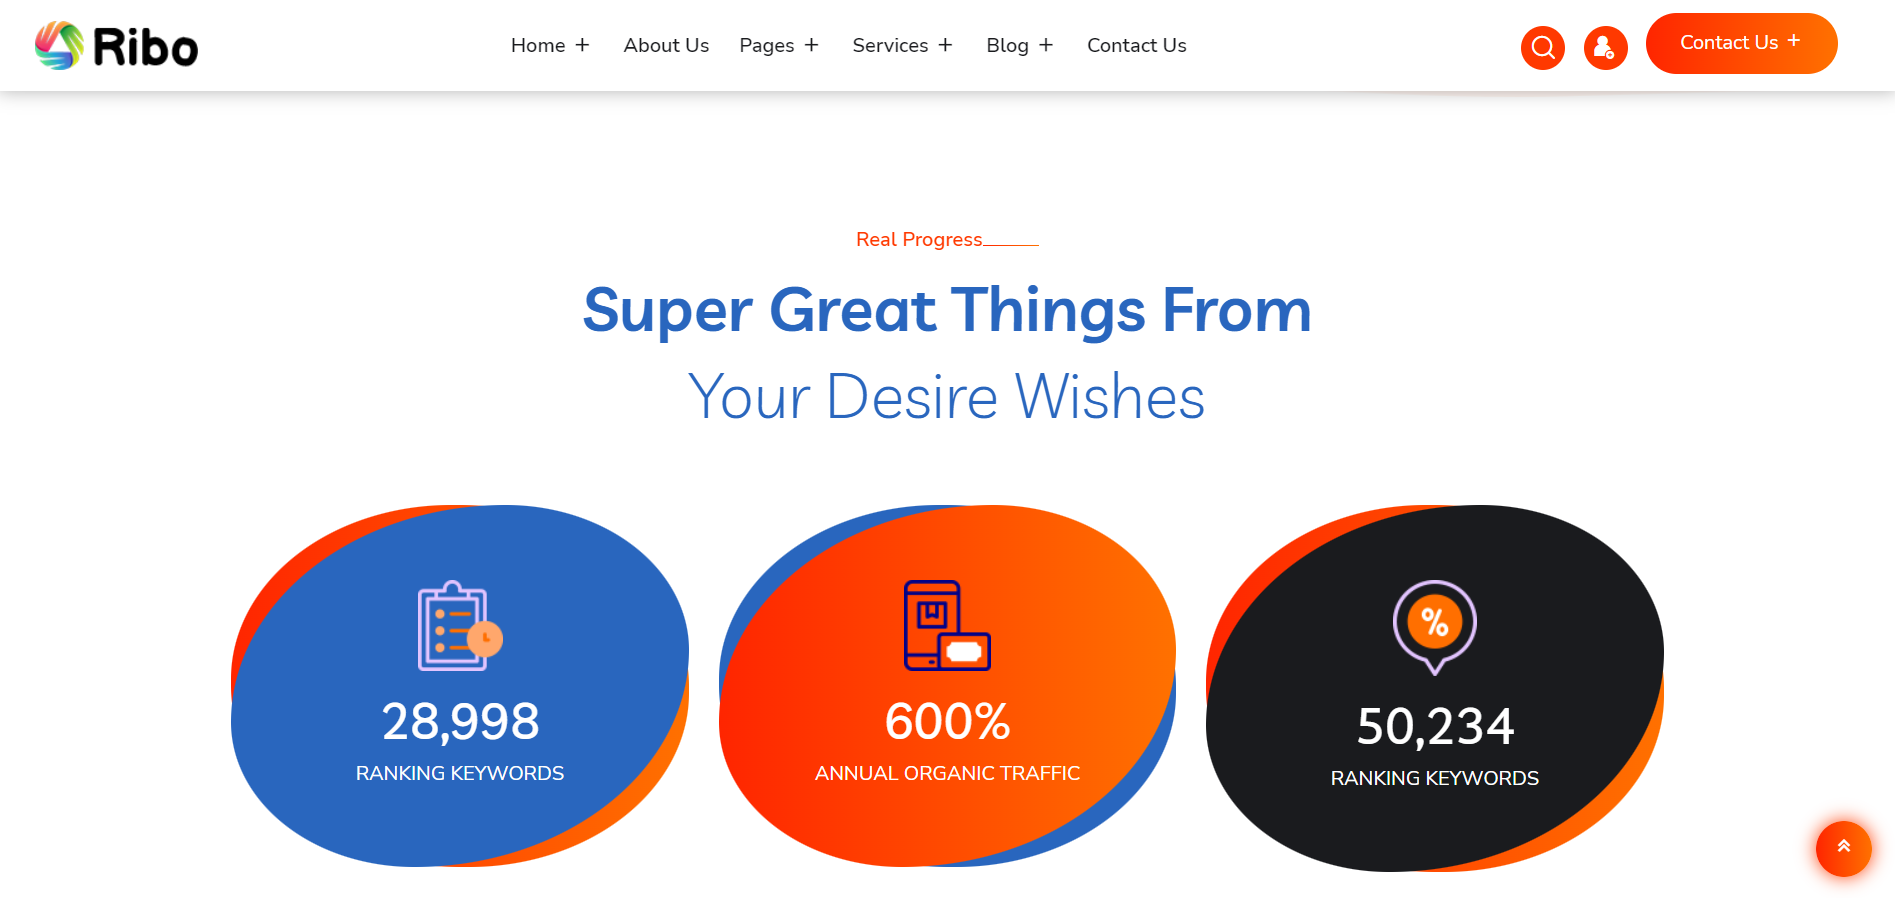 Ribo
Home +
About Us
Pages +
Services +
Blog +
Contact Us
Contact Us +
Real Progress
Super Great Things From
Your Desire Wishes
28,998
RANKING KEYWORDS
600%
ANNUAL ORGANIC TRAFFIC
%
50,234
RANKING KEYWORDS